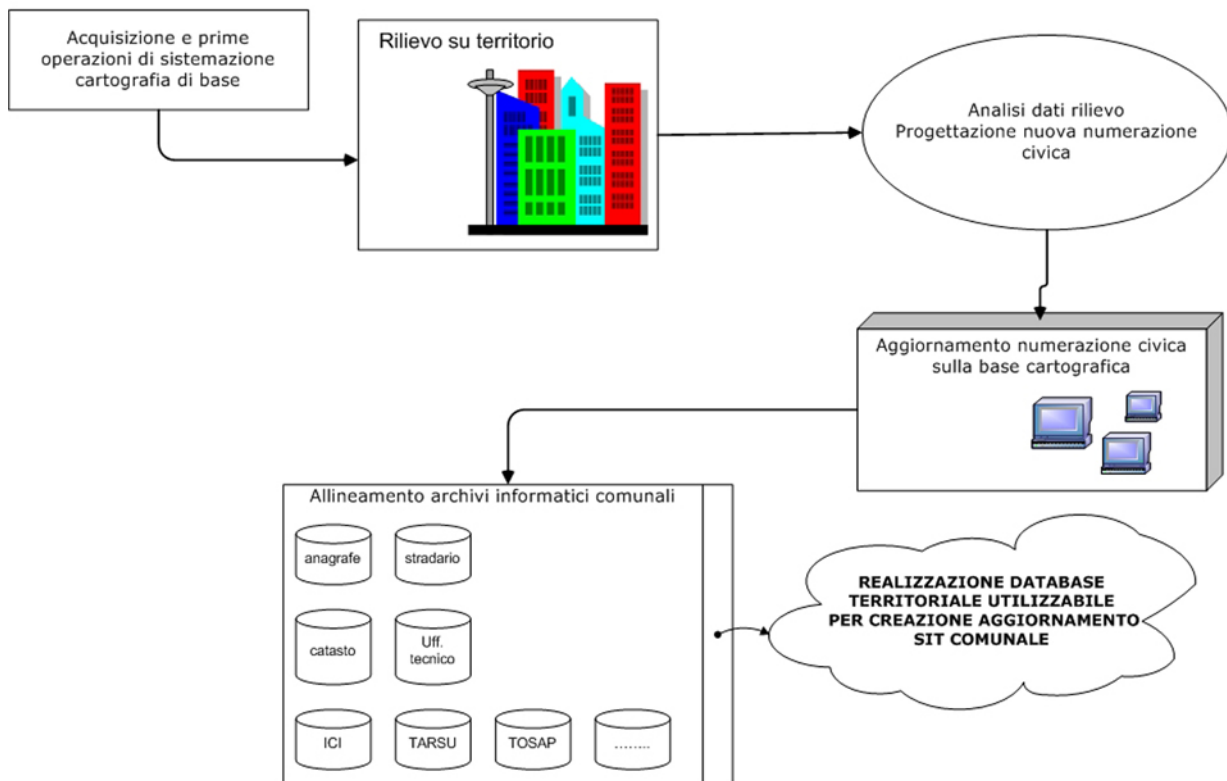 Acquisizione e prime
operazioni di sistemazione
cartografia di base
Rilievo su territorio
Analisi dati rilievo
Progettazione nuova numerazione
civica
Aggiornamento numerazione civica
sulla base cartografica
Allineamento archivi informatici comunali
anagrafe
stradario
catasto
Uff.
tecnico
ICI
TARSU
TOSAP
........
REALIZZAZIONE DATABASE
TERRITORIALE UTILIZZABILE
PER CREAZIONE AGGIORNAMENTO
SIT COMUNALE